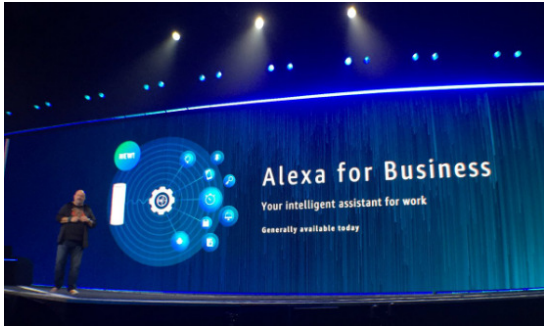 NEW!
Alexa for Business
Your intelligent assistant for work
Generally available today